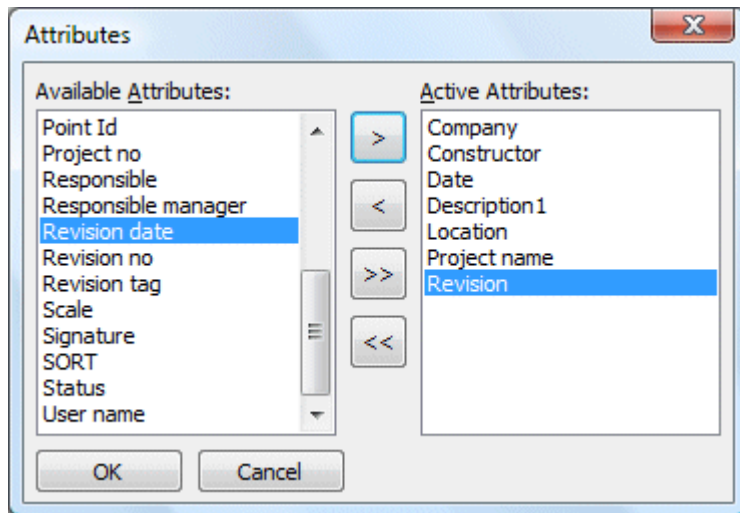 Attributes
Available Attributes:
Point Id
Project no
Responsible
Responsible manager
Revision date
Revision no
Revision tag
Scale
Signature
SORT
Status
User name
>
<
>>
<<
Active Attributes:
Company
Constructor
Date
Description1
Location
Project name
Revision
OK
Cancel